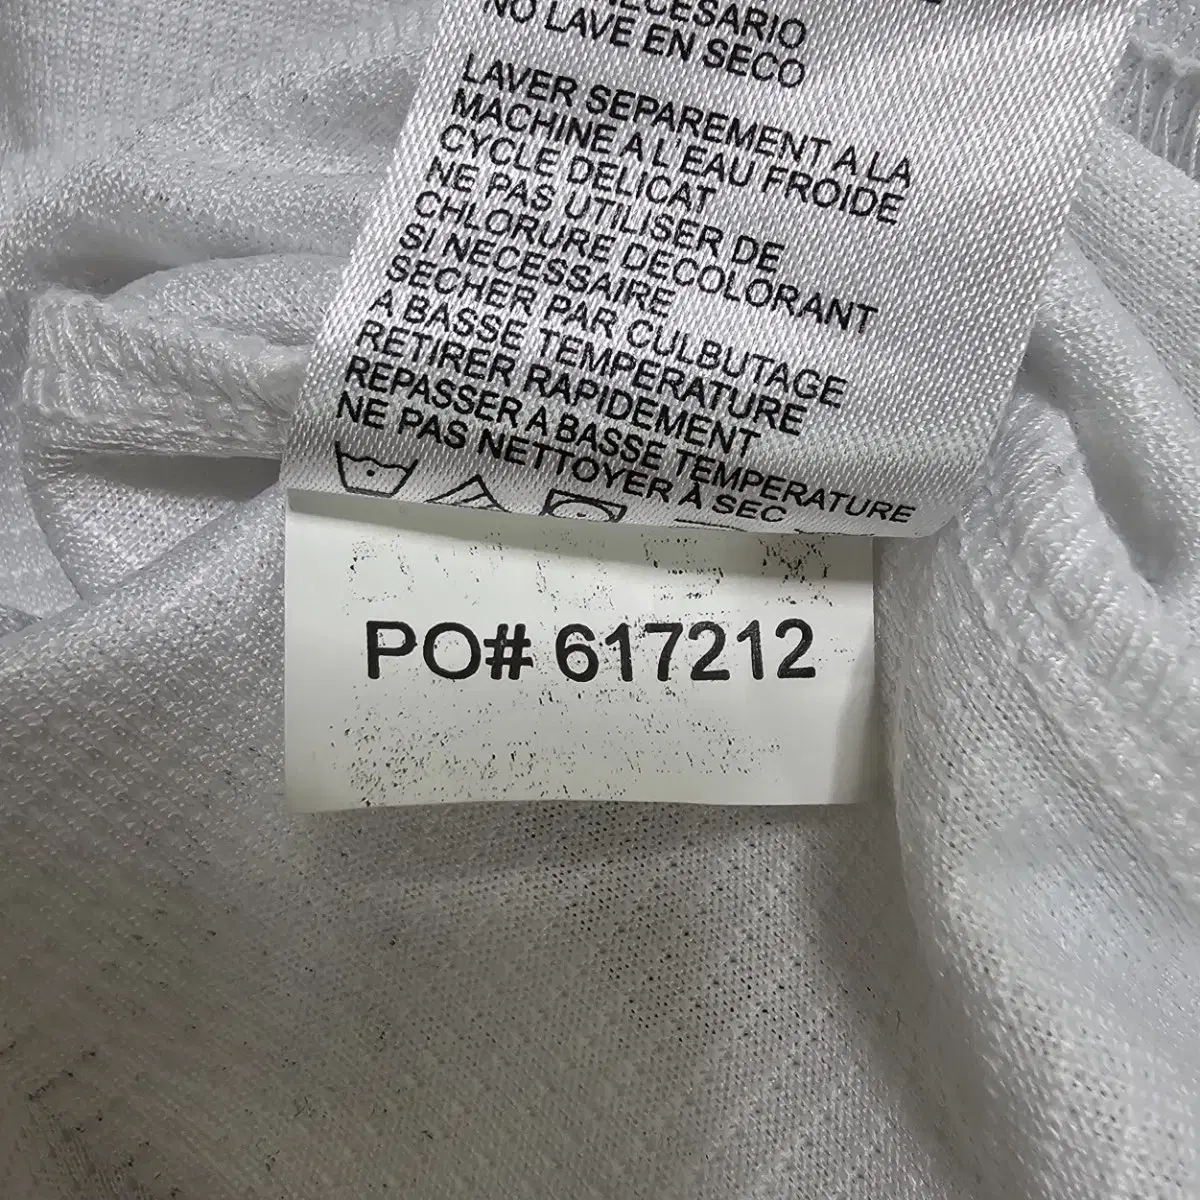 NECESARIO
NO LAVE EN SECO
LAVER SEPAREMENT A LA
MACHINE A L'EAU FROIDE
CYCLE DELICAT
NE PAS UTILISER DE
CHLORURE DECOLORANT
SI NECESSAIRE
SECHER PAR CULBUTAGE
A BASSE TEMPERATURE
RETIRER RAPIDEMENT
REPASSER A BASSE TEMPERATURE
NE PAS NETTOYER À SEC
PO# 617212